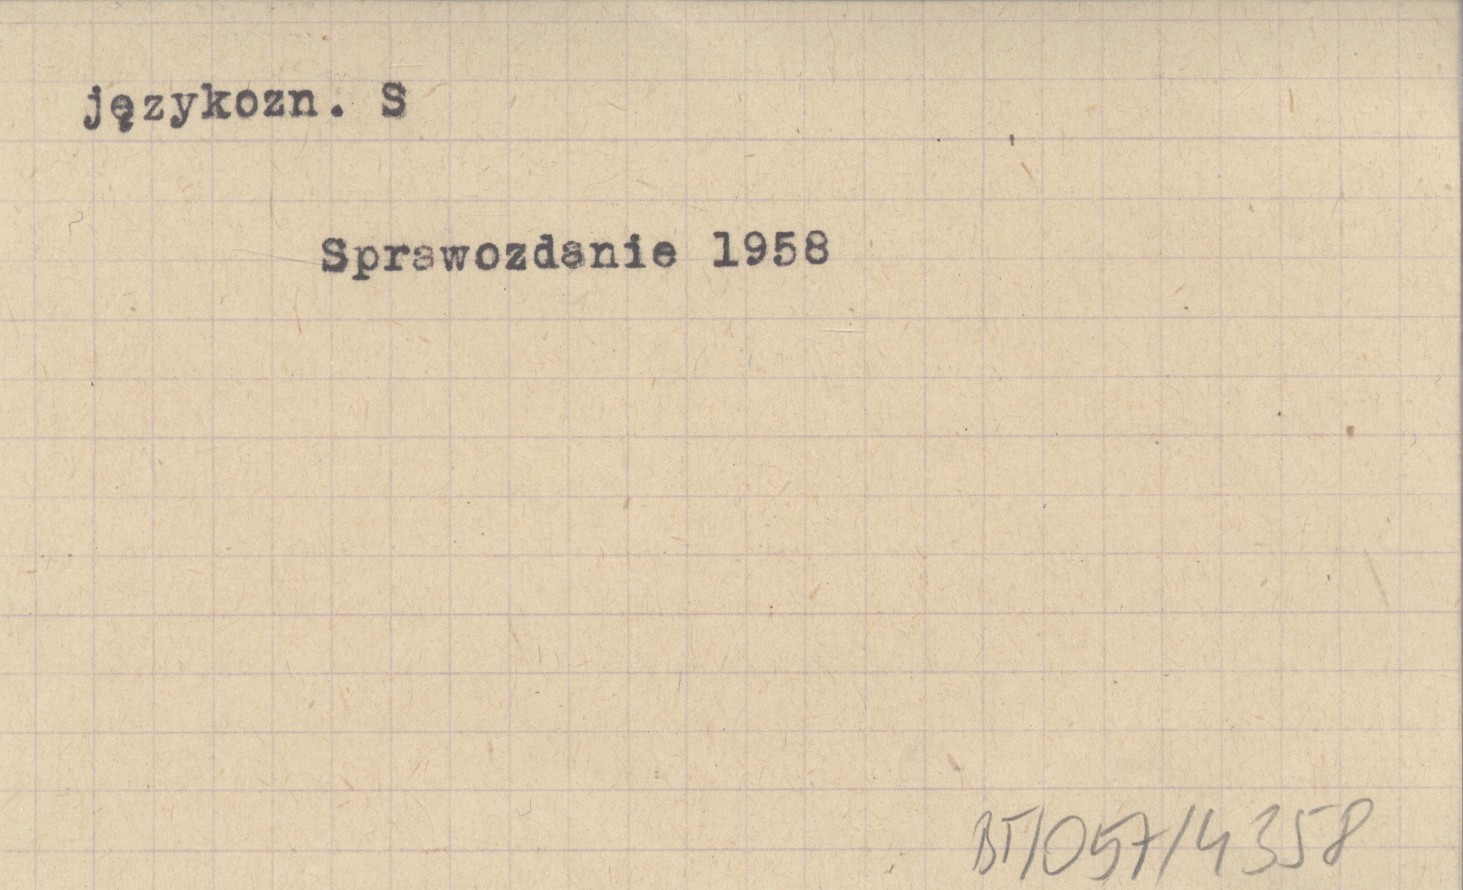 językozn. S
Sprawozdanie 1958
BT/057/4358